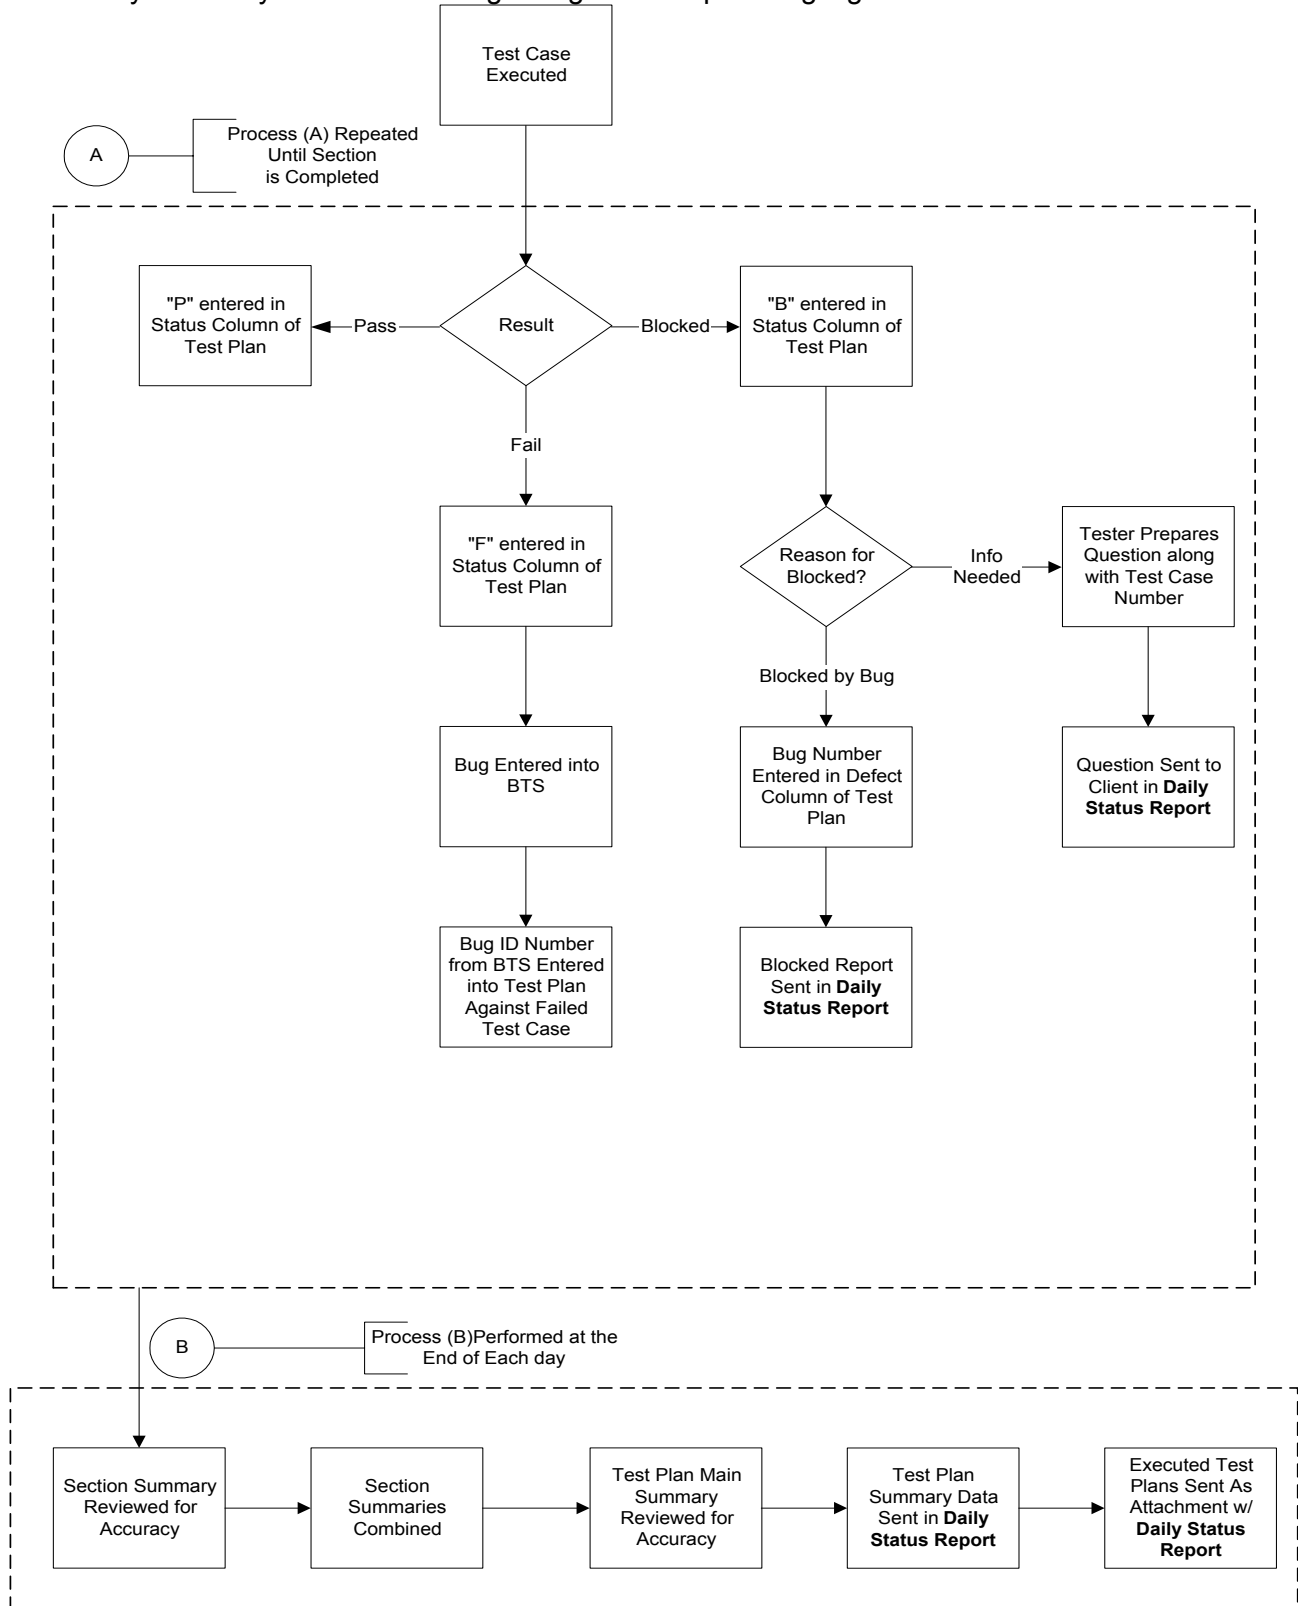 Test Case
Executed
A
Process (A) Repeated
Until Section
is Completed
"P" entered in
Status Column of
Test Plan
Pass
Result
Blocked
"B" entered in
Status Column of
Test Plan
Fail
"F" entered in
Status Column of
Test Plan
Reason for
Blocked?
Info
Needed
Tester Prepares
Question along
with Test Case
Number
Blocked by Bug
Bug Entered into
BTS
Bug Number
Entered in Defect
Column of Test
Plan
Question Sent to
Client in Daily
Status Report
Bug ID Number
from BTS Entered
into Test Plan
Against Failed
Test Case
Blocked Report
Sent in Daily
Status Report
B
Process (B)Performed at the
End of Each day
Section Summary
Reviewed for
Accuracy
Section
Summaries
Combined
Test Plan Main
Summary
Reviewed for
Accuracy
Test Plan
Summary Data
Sent in Daily
Status Report
Executed Test
Plans Sent As
Attachment w/
Daily Status
Report